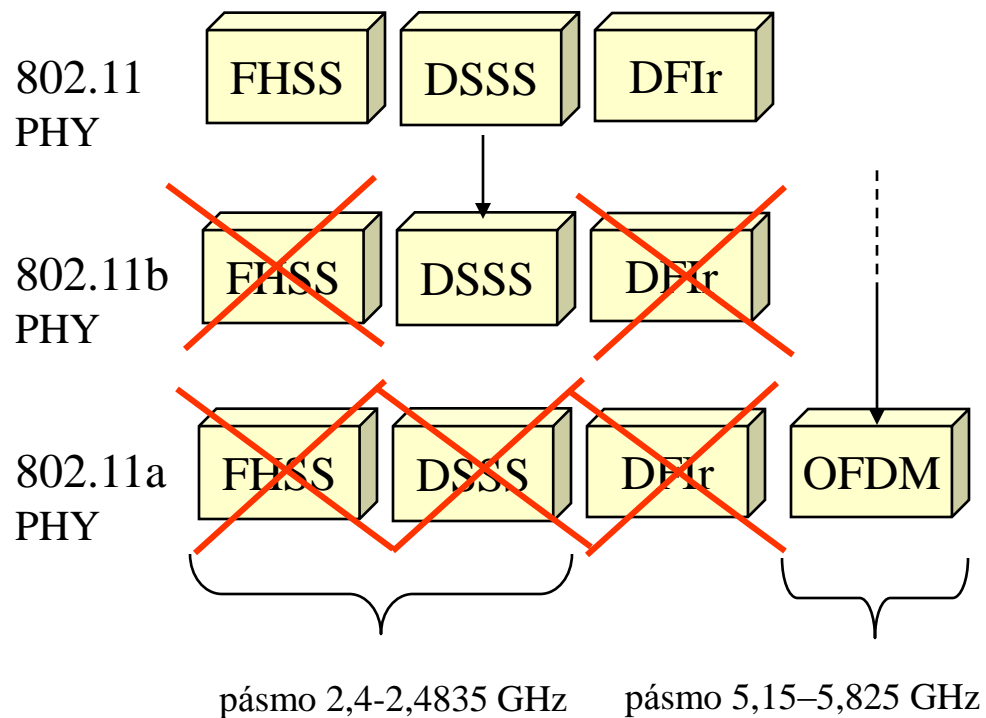 802.11
PHY
FHSS
DSSS
DFIr
802.11b
PHY
FHSS
DSSS
DFIr
802.11a
PHY
FHSS
DSSS
DFIr
OFDM
pásmo 2,4-2,4835 GHz
pásmo 5,15–5,825 GHz